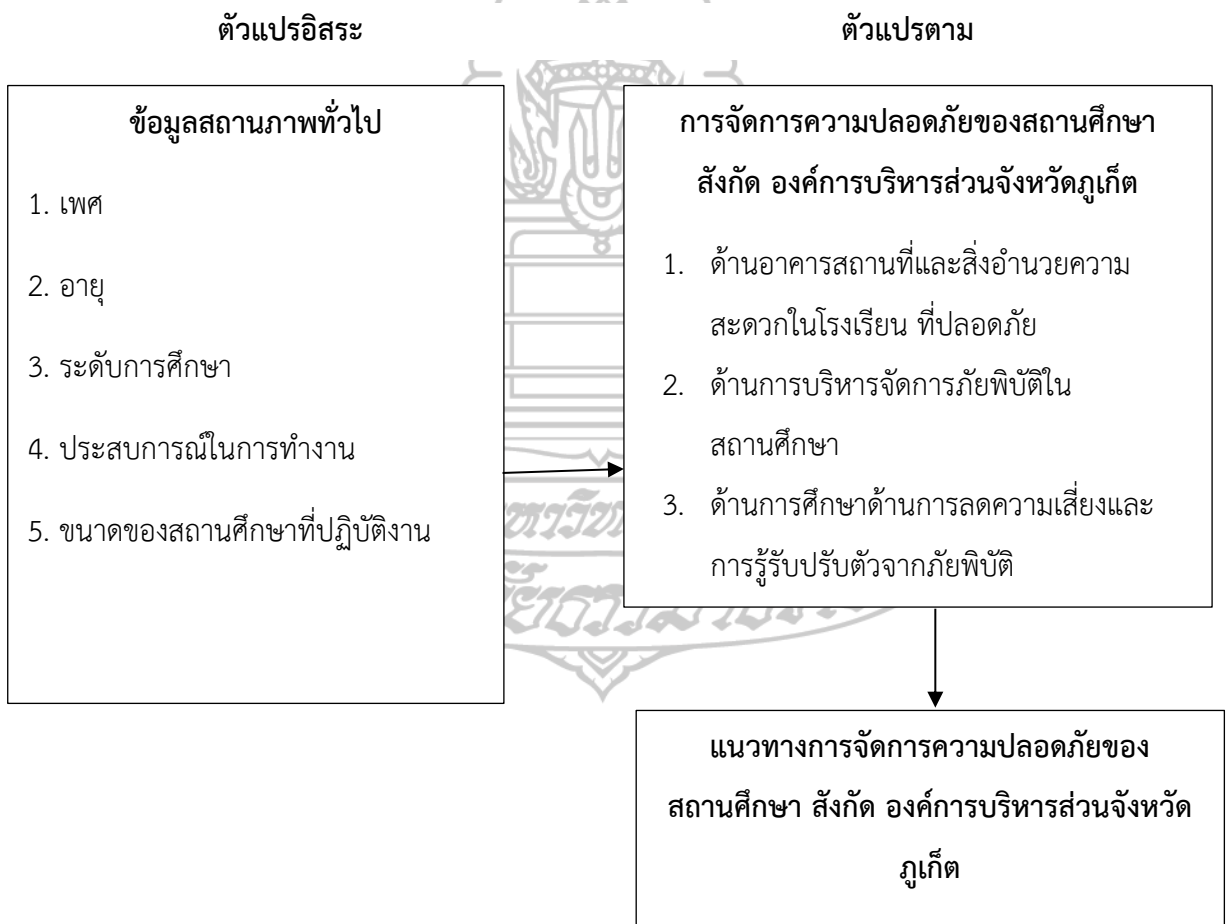 ตัวแปรอิสระ
ตัวแปรตาม
ข้อมูลสถานภาพทั่วไป
1. เพศ
2. อายุ
3. ระดับการศึกษา
4. ประสบการณ์ในการทำงาน
5. ขนาดของสถานศึกษาที่ปฏิบัติงาน
การจัดการความปลอดภัยของสถานศึกษา
สังกัด องค์การบริหารส่วนจังหวัดภูเก็ต
1. ด้านอาคารสถานที่และสิ่งอำนวยความ
สะดวกในโรงเรียน ที่ปลอดภัย
2. ด้านการบริหารจัดการภัยพิบัติใน
สถานศึกษา
3. ด้านการศึกษาด้านการลดความเสี่ยงและ
การรู้รับปรับตัวจากภัยพิบัติ
แนวทางการจัดการความปลอดภัยของ
สถานศึกษา สังกัด องค์การบริหารส่วนจังหวัด
ภูเก็ต